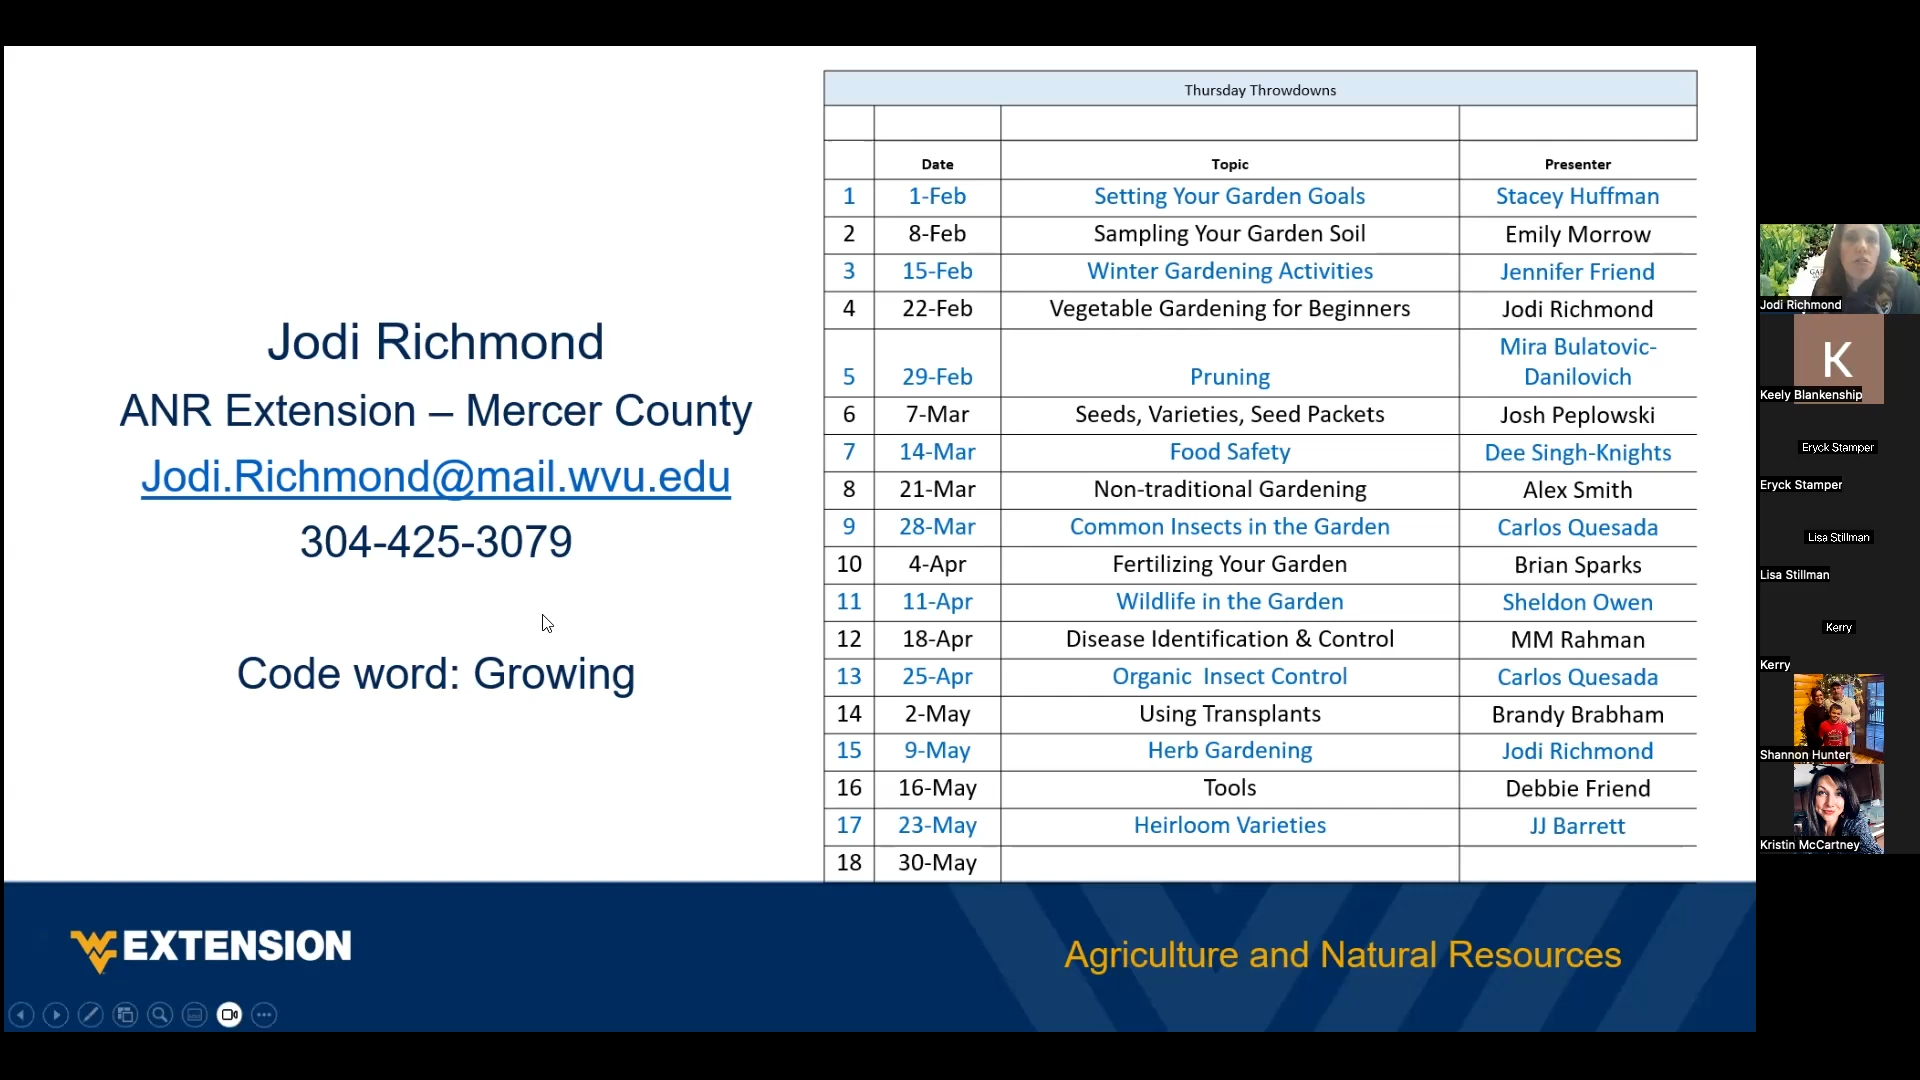 Jodi Richmond
ANR Extension – Mercer County
Jodi.Richmond@mail.wvu.edu
304-425-3079
Code word: Growing
Thursday Throwdowns
Date Topic Presenter
1 1-Feb Setting Your Garden Goals Stacey Huffman
2 8-Feb Sampling Your Garden Soil Emily Morrow
3 15-Feb Winter Gardening Activities Jennifer Friend
4 22-Feb Vegetable Gardening for Beginners Jodi Richmond
5 29-Feb Pruning Mira Bulatovic-
Danilovich
6 7-Mar Seeds, Varieties, Seed Packets Josh Peplowski
7 14-Mar Food Safety Dee Singh-Knights
8 21-Mar Non-traditional Gardening Alex Smith
9 28-Mar Common Insects in the Garden Carlos Quesada
10 4-Apr Fertilizing Your Garden Brian Sparks
11 11-Apr Wildlife in the Garden Sheldon Owen
12 18-Apr Disease Identification & Control MM Rahman
13 25-Apr Organic Insect Control Carlos Quesada
14 2-May Using Transplants Brandy Brabham
15 9-May Herb Gardening Jodi Richmond
16 16-May Tools Debbie Friend
17 23-May Heirloom Varieties JJ Barrett
18 30-May
WV EXTENSION
Agriculture and Natural Resources
Jodi Richmond
K
Keely Blankenship
Eryck Stamper
Eryck Stamper
Lisa Stillman
Lisa Stillman
Kerry
Kerry
Shannon Hunter
Kristin McCartney